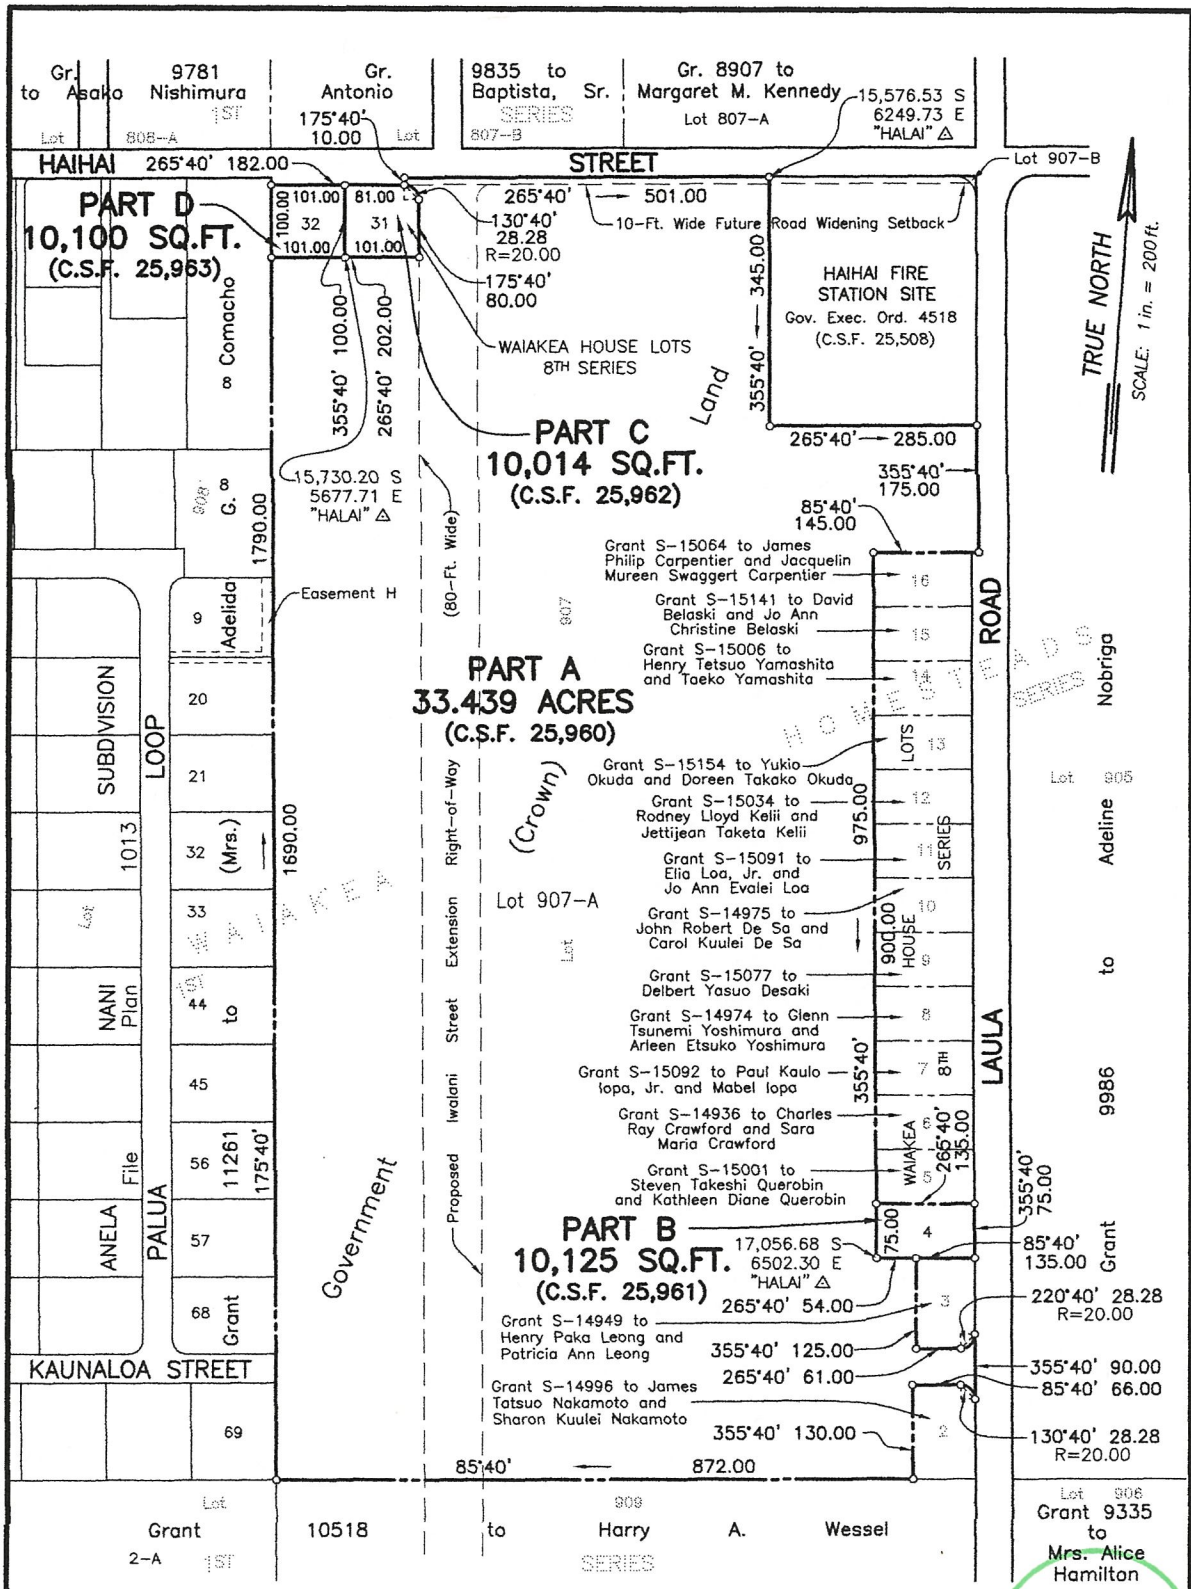 Gr. 9781
to Asako Nishimura
Gr.
Antonio
9835 to
Baptista, Sr.
Gr. 8907 to
Margaret M. Kennedy
Lot 807-A
1ST
SERIES
Lot 808-A
Lot 807-B
175°40'
10.00
15,576.53 S
6249.73 E
"HALAI" △
Lot 907-B
HAIHAI STREET
265°40' 182.00
265°40' 501.00
10-Ft. Wide Future Road Widening Setback
PART D
10,100 SQ.FT.
(C.S.F. 25,963)
100.00
101.00
32
101.00
81.00
31
101.00
130°40'
28.28
R=20.00
175°40'
80.00
355°40' 100.00
265°40' 202.00
WAIAKEA HOUSE LOTS
8TH SERIES
345.00
355°40'
HAIHAI FIRE
STATION SITE
Gov. Exec. Ord. 4518
(C.S.F. 25,508)
265°40' 285.00
355°40'
175.00
85°40'
145.00
TRUE NORTH
SCALE: 1 in. = 200 ft.
Land
PART C
10,014 SQ.FT.
(C.S.F. 25,962)
15,730.20 S
5677.71 E
"HALAI" △
8 Comacho
G. 8
908
1790.00
Easement H
9
Adelida
(80-Ft. Wide)
907
PART A
33.439 ACRES
(C.S.F. 25,960)
(Crown)
Lot 907-A
Lot
Government
Proposed Iwalani Street Extension Right-of-Way
Grant S-15064 to James
Philip Carpentier and Jacquelin
Mureen Swaggert Carpentier
16
Grant S-15141 to David
Belaski and Jo Ann
Christine Belaski
15
Grant S-15006 to
Henry Tetsuo Yamashita
and Taeko Yamashita
14
Grant S-15154 to Yukio
Okuda and Doreen Takako Okuda
13
Grant S-15034 to
Rodney Lloyd Kelii and
Jettijean Taketa Kelii
12
Grant S-15091 to
Elia Loa, Jr. and
Jo Ann Evalei Loa
11
Grant S-14975 to
John Robert De Sa and
Carol Kuulei De Sa
10
Grant S-15077 to
Delbert Yasuo Desaki
9
Grant S-14974 to Glenn
Tsunemi Yoshimura and
Arleen Etsuko Yoshimura
8
Grant S-15092 to Paul Kaulo
Iopa, Jr. and Mabel Iopa
7
Grant S-14936 to Charles
Ray Crawford and Sara
Maria Crawford
6
Grant S-15001 to
Steven Takeshi Querobin
and Kathleen Diane Querobin
5
WAIAKEA HOUSE LOTS
8TH SERIES
975.00
900.00
355°40'
265°40'
135.00
355°40'
75.00
PART B
10,125 SQ.FT.
(C.S.F. 25,961)
75.00
4
17,056.68 S
6502.30 E
"HALAI" △
85°40'
135.00
265°40' 54.00
3
220°40' 28.28
R=20.00
Grant S-14949 to
Henry Paka Leong and
Patricia Ann Leong
355°40' 125.00
265°40' 61.00
355°40' 90.00
85°40' 66.00
Grant S-14996 to James
Tatsuo Nakamoto and
Sharon Kuulei Nakamoto
355°40' 130.00
2
130°40' 28.28
R=20.00
85°40' 872.00
LAULA ROAD
1ST WAIAKEA HOMESTEADS
SERIES
Lot 905
Grant 9986 to Adeline Nobriga
ANELA NANI SUBDIVISION
File Plan 1013
Lot
PALUA LOOP
20
21
32
33
44
45
56
57
68
69
Grant 11261 to (Mrs.)
175°40'
1690.00
KAUNALOA STREET
Lot 909
Grant 10518 to Harry A. Wessel
2-A 1ST SERIES
Lot 906
Grant 9335
to
Mrs. Alice
Hamilton